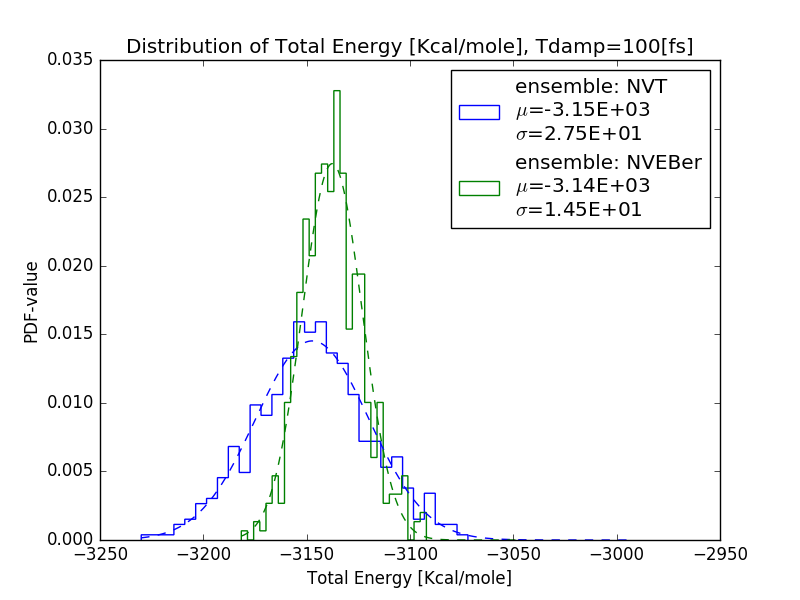 Distribution of Total Energy [Kcal/mole], Tdamp=100[fs]
0.035
0.030
0.025
0.020
0.015
0.010
0.005
0.000
PDF-value
ensemble: NVT
μ=-3.15E+03
σ=2.75E+01
ensemble: NVEBer
μ=-3.14E+03
σ=1.45E+01
−3250 −3200 −3150 −3100 −3050 −3000 −2950
Total Energy [Kcal/mole]